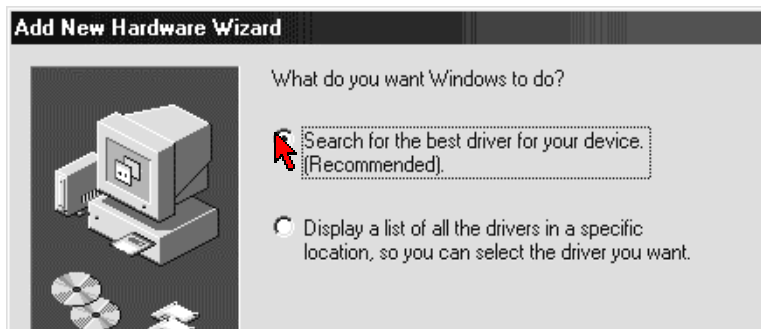 Add New Hardware Wizard
What do you want Windows to do?
Search for the best driver for your device.
(Recommended).
Display a list of all the drivers in a specific
location, so you can select the driver you want.